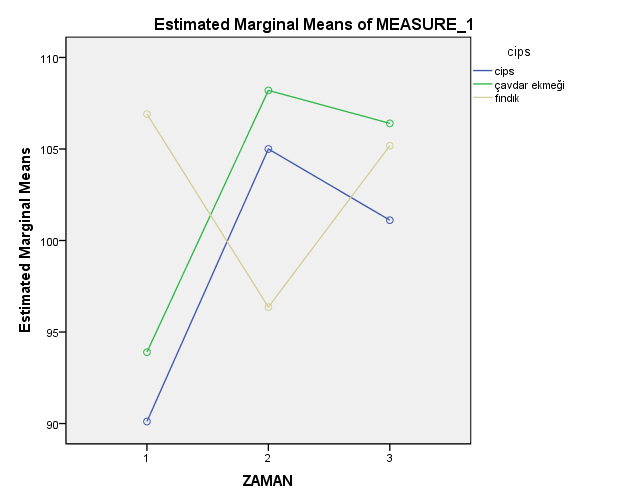 Estimated Marginal Means of MEASURE_1
cips
cips
çavdar ekmeği
fındık
Estimated Marginal Means
110
105
100
95
90
1 2 3
ZAMAN